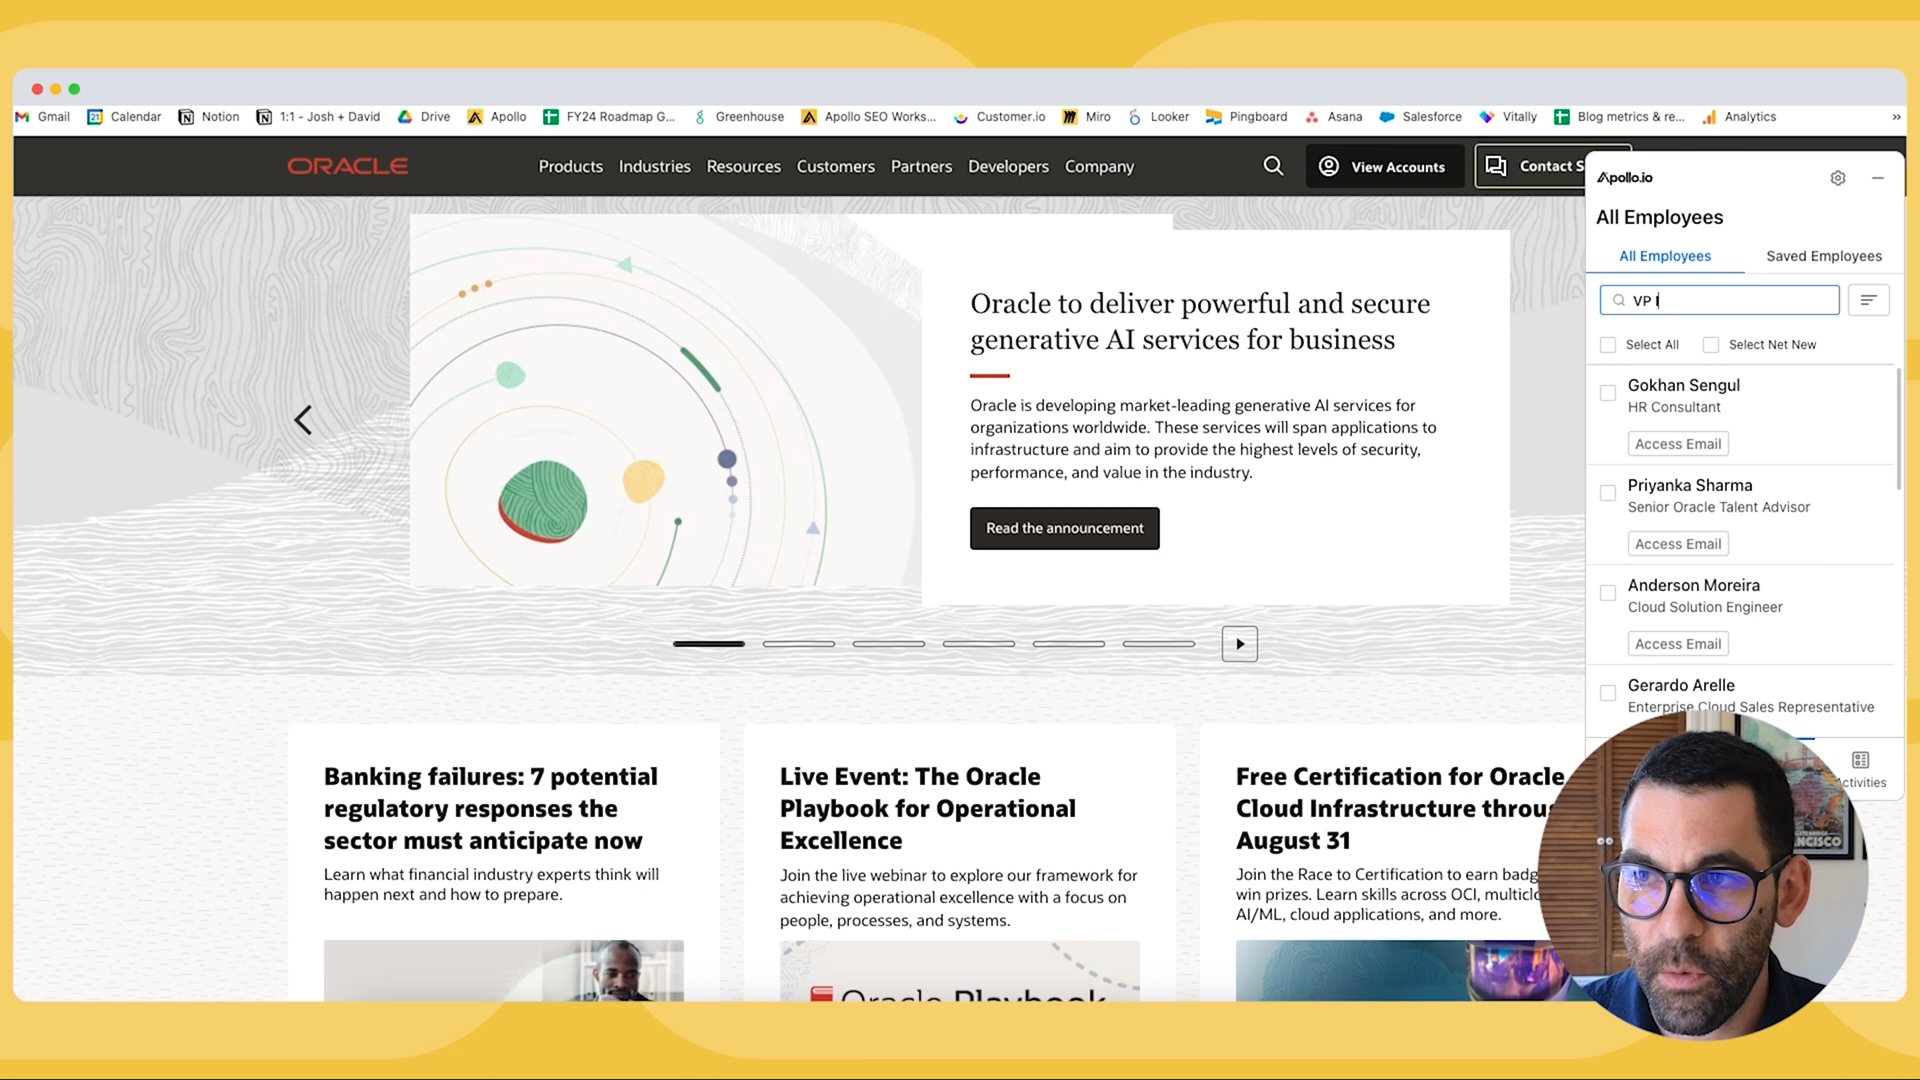 Gmail
Calendar
Notion
1:1 - Josh + David
Drive
Apollo
FY24 Roadmap G...
Greenhouse
Apollo SEO Works...
Customer.io
Miro
Looker
Pingboard
Asana
Salesforce
Vitally
Blog metrics & re...
Analytics
»
ORACLE
Products
Industries
Resources
Customers
Partners
Developers
Company
View Accounts
Contact S
Oracle to deliver powerful and secure
generative AI services for business
Oracle is developing market-leading generative AI services for
organizations worldwide. These services will span applications to
infrastructure and aim to provide the highest levels of security,
performance, and value in the industry.
Read the announcement
Banking failures: 7 potential
regulatory responses the
sector must anticipate now
Learn what financial industry experts think will
happen next and how to prepare.
Live Event: The Oracle
Playbook for Operational
Excellence
Join the live webinar to explore our framework for
achieving operational excellence with a focus on
people, processes, and systems.
Oracle Playbook
Free Certification for Oracle
Cloud Infrastructure throu
August 31
Join the Race to Certification to earn badg
win prizes. Learn skills across OCI, multiclo
AI/ML, cloud applications, and more.
Apollo.io
All Employees
All Employees
Saved Employees
VP
Select All
Select Net New
Gokhan Sengul
HR Consultant
Access Email
Priyanka Sharma
Senior Oracle Talent Advisor
Access Email
Anderson Moreira
Cloud Solution Engineer
Access Email
Gerardo Arelle
Enterprise Cloud Sales Representative
ctivities
NCISCO